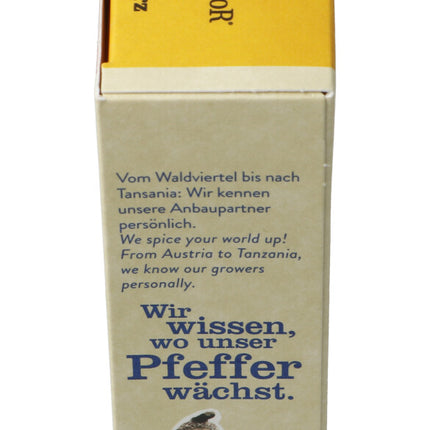 Vom Waldviertel bis nach
Tansania: Wir kennen
unsere Anbaupartner
persönlich.
We spice your world up!
From Austria to Tanzania,
we know our growers
personally.
Wir
wissen,
wo unser
Pfeffer
wächst.